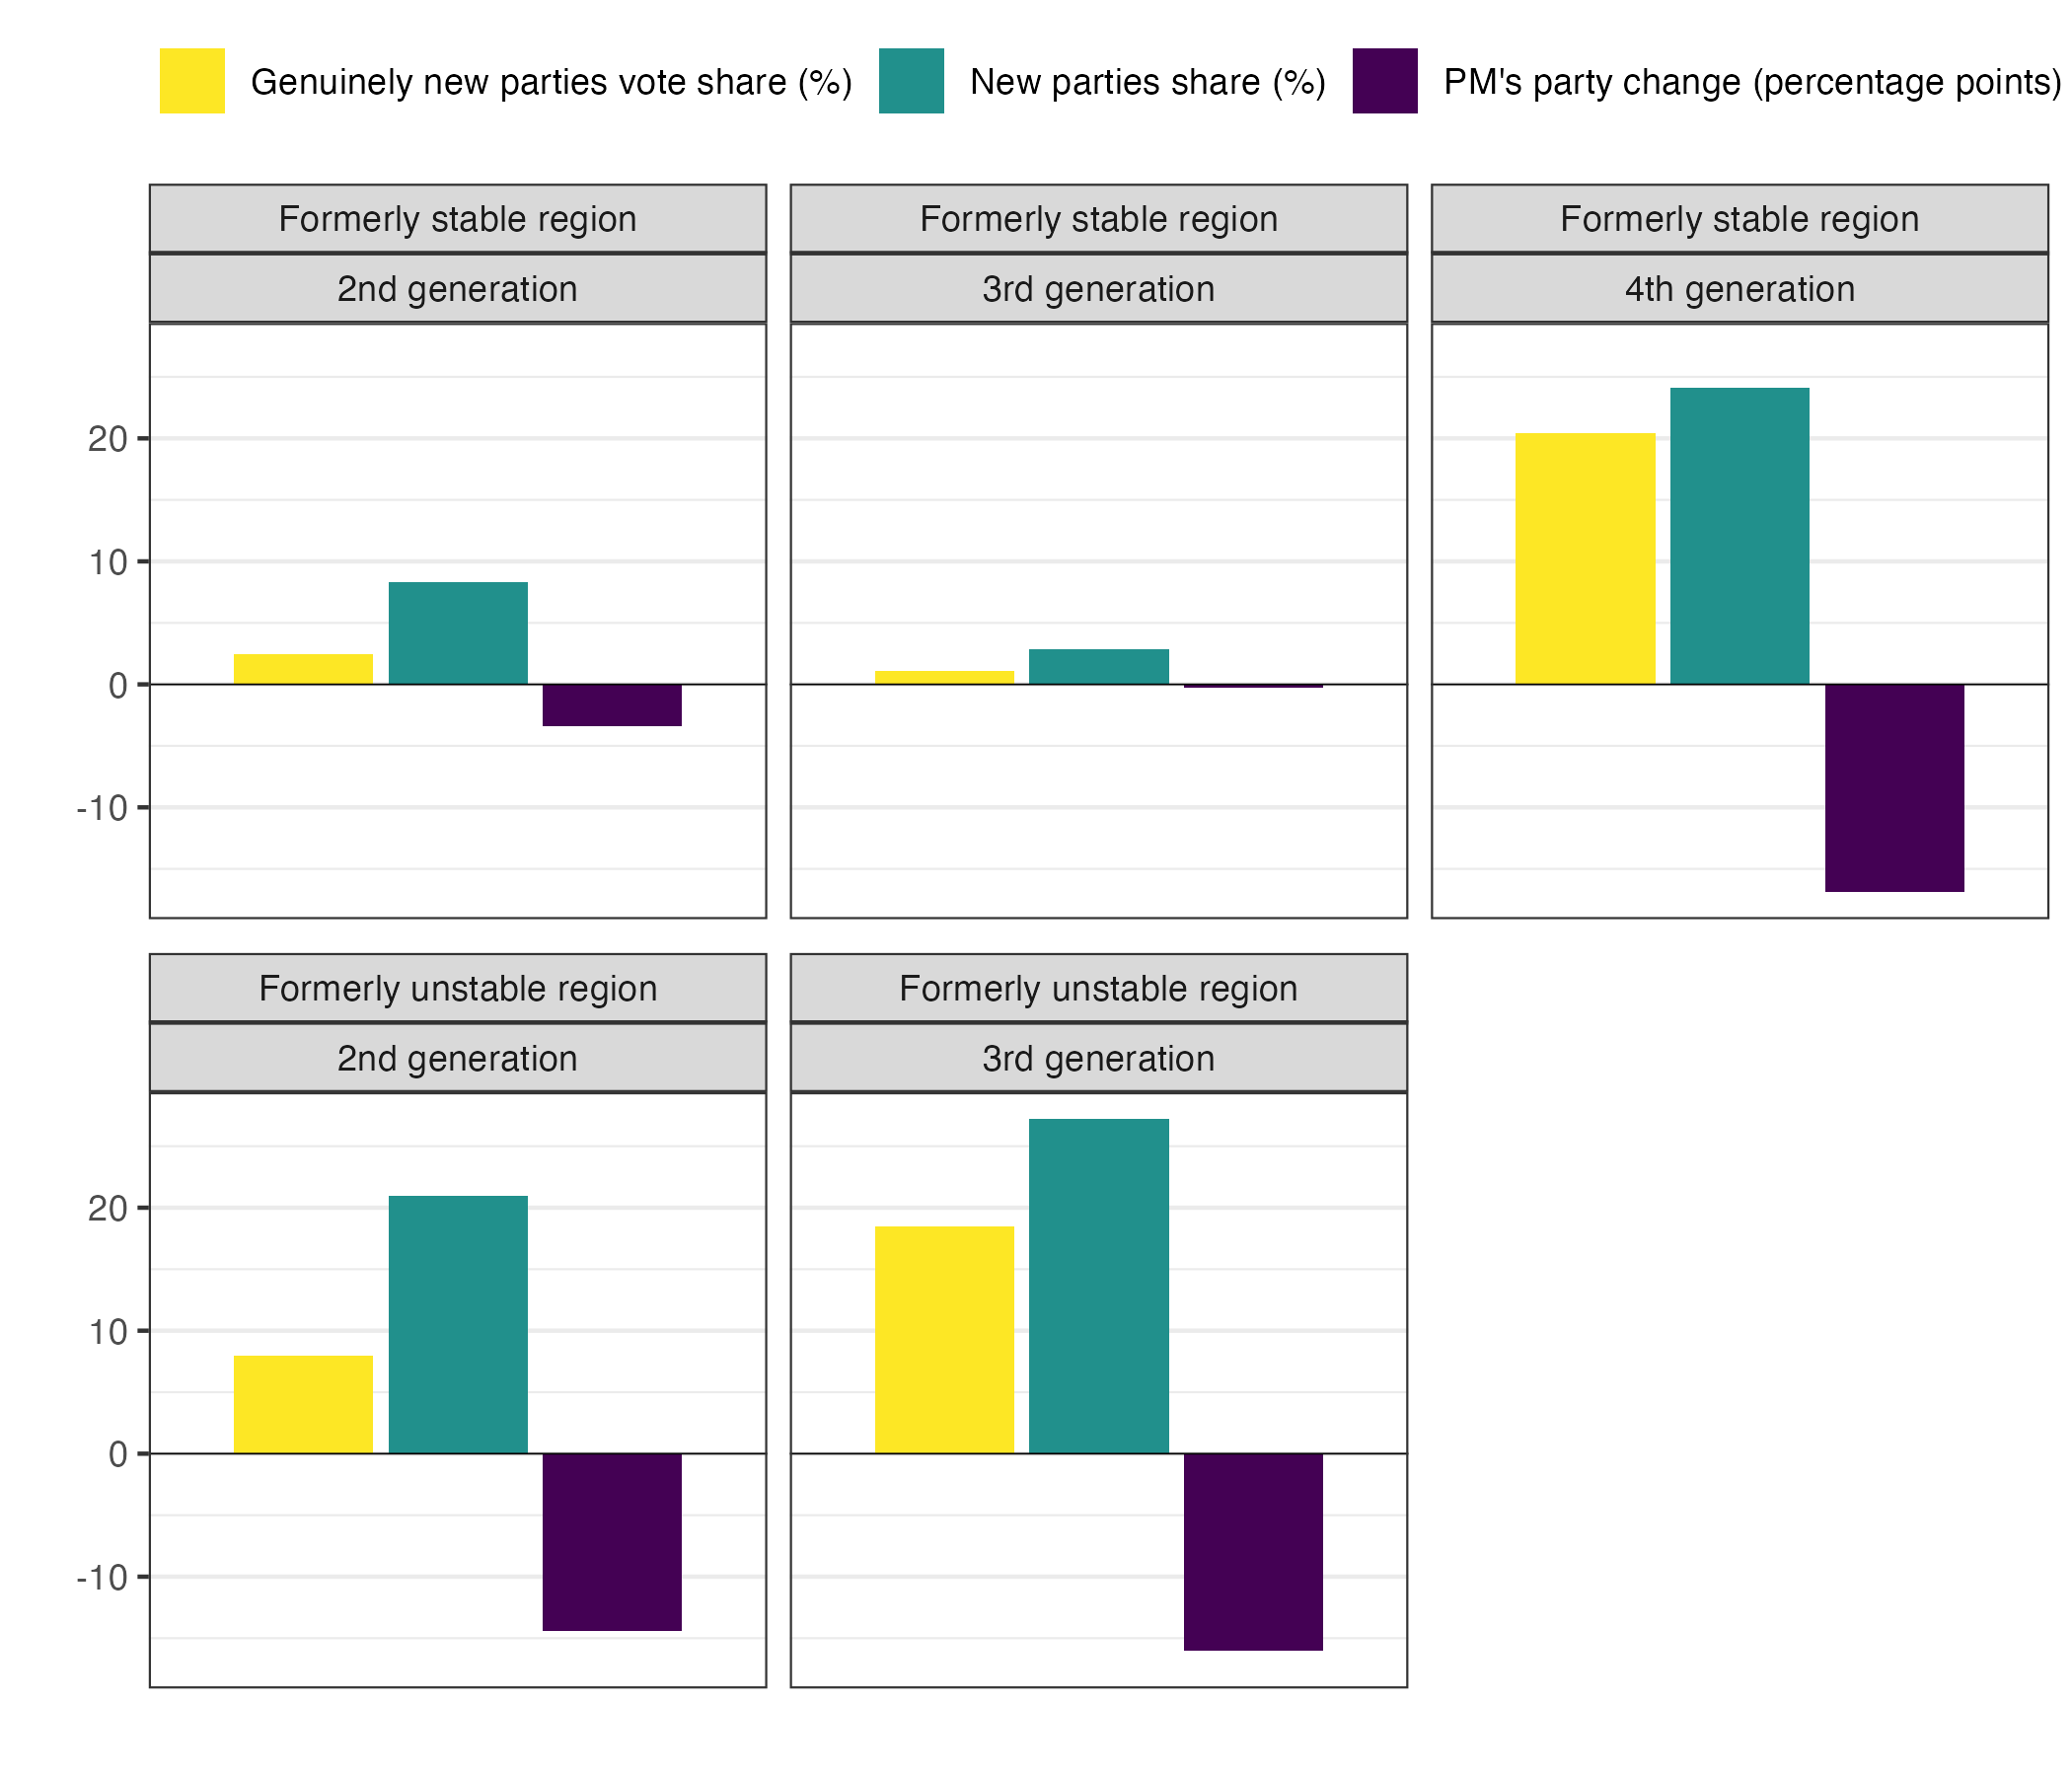 Genuinely new parties vote share (%) New parties share (%) PM's party change (percentage points)
Formerly stable region Formerly stable region Formerly stable region
2nd generation 3rd generation 4th generation
20
10
0
-10
Formerly unstable region Formerly unstable region
2nd generation 3rd generation
20
10
0
-10